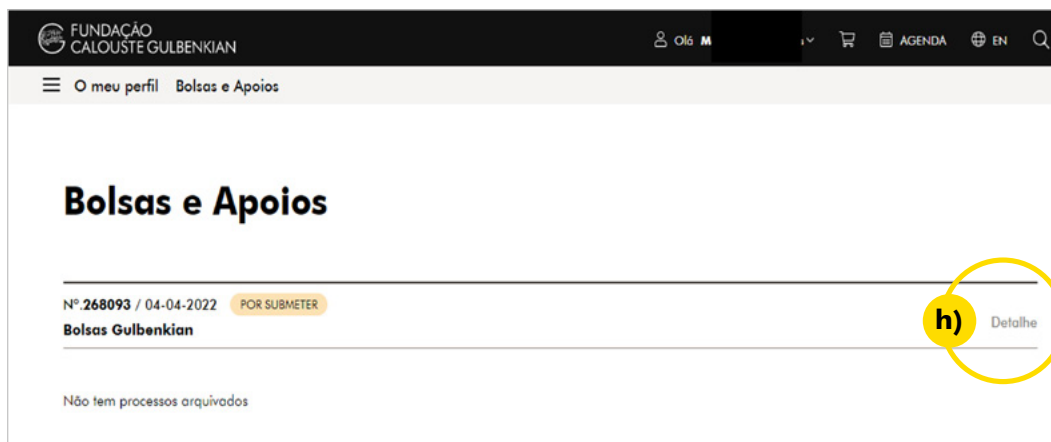 FUNDAÇÃO
CALOUSTE GULBENKIAN
Olá M
AGENDA
EN
O meu perfil Bolsas e Apoios
Bolsas e Apoios
Nº.268093 / 04-04-2022 POR SUBMETER
Bolsas Gulbenkian
h) Detalhe
Não tem processos arquivados